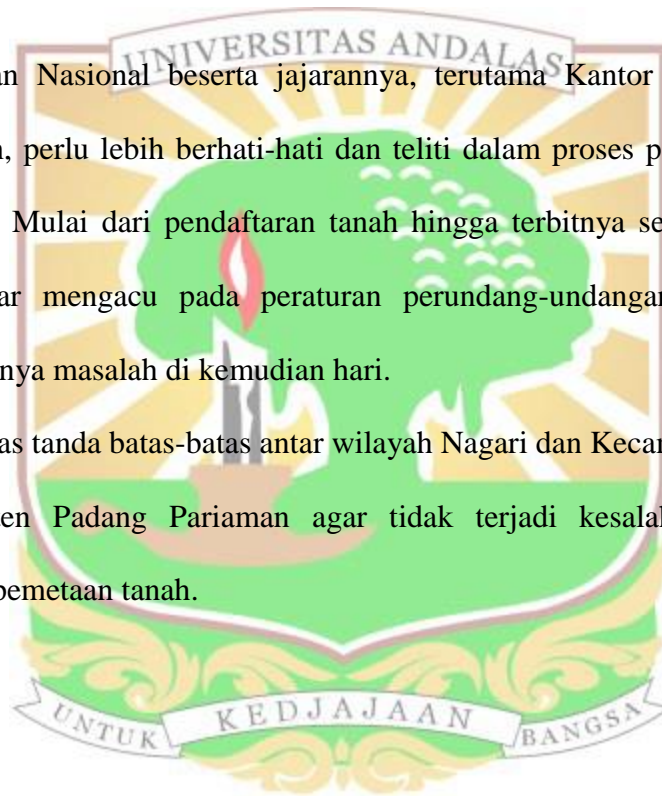 UNIVERSITAS ANDALAS
an Nasional beserta jajarannya, terutama Kantor
n, perlu lebih berhati-hati dan teliti dalam proses p
Mulai dari pendaftaran tanah hingga terbitnya se
ar mengacu pada peraturan perundang-undangan
nya masalah di kemudian hari.
as tanda batas-batas antar wilayah Nagari dan Kecam
en Padang Pariaman agar tidak terjadi kesalah
pemetaan tanah.
UNTUK KEDJAJAAN BANGSA